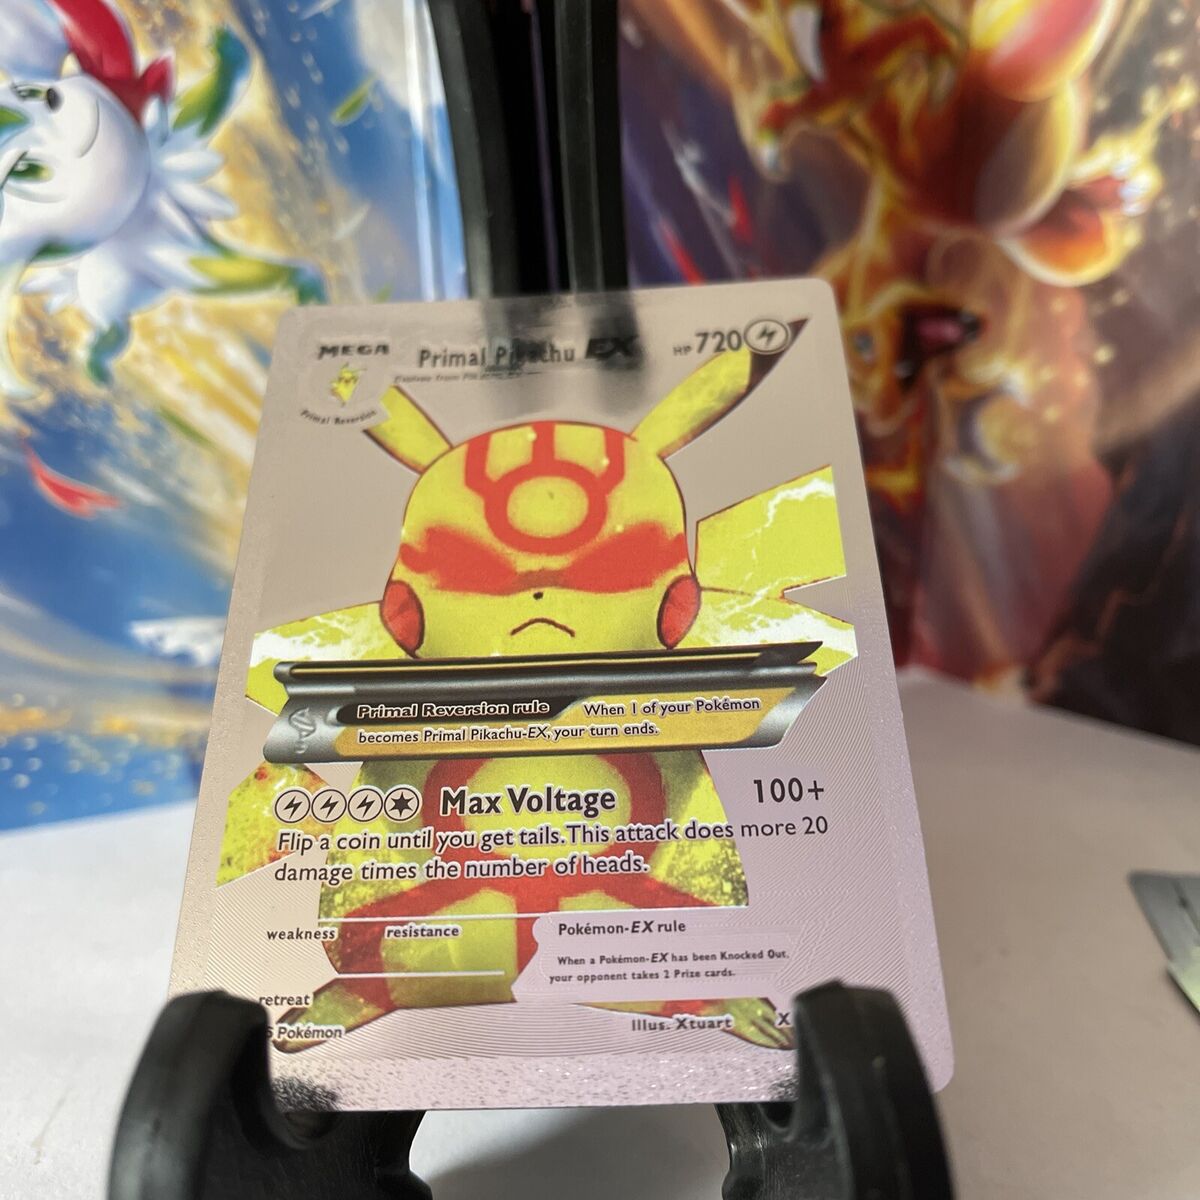 MEGA
Primal Pikachu EX
HP 720
Primal Reversion
Primal Reversion rule When 1 of your Pokémon
becomes Primal Pikachu-EX, your turn ends.
Max Voltage 100+
Flip a coin until you get tails. This attack does more 20
damage times the number of heads.
weakness resistance
Pokémon-EX rule
When a Pokémon-EX has been Knocked Out,
your opponent takes 2 Prize cards.
retreat
Pokémon
Illus. Xtuart X